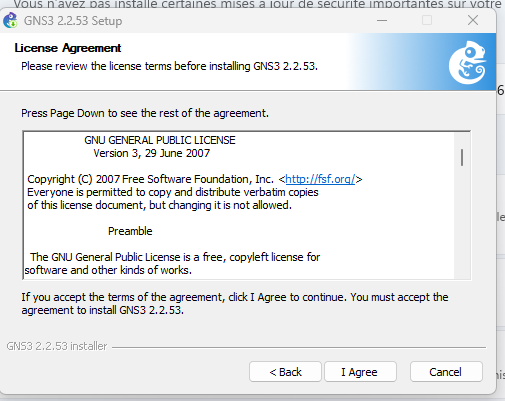 Vous n'avez pas installé certaines mises à jour de sécurité importantes sur votre
GNS3 2.2.53 Setup
License Agreement
Please review the license terms before installing GNS3 2.2.53.
Press Page Down to see the rest of the agreement.
GNU GENERAL PUBLIC LICENSE
Version 3, 29 June 2007
Copyright (C) 2007 Free Software Foundation, Inc. <http://fsf.org/>
Everyone is permitted to copy and distribute verbatim copies
of this license document, but changing it is not allowed.
Preamble
The GNU General Public License is a free, copyleft license for
software and other kinds of works.
If you accept the terms of the agreement, click I Agree to continue. You must accept the
agreement to install GNS3 2.2.53.
GNS3 2.2.53 installer
< Back
I Agree
Cancel